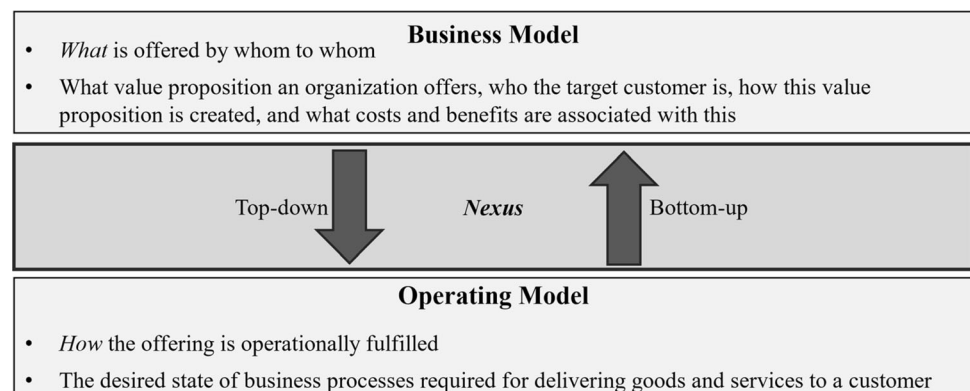 Business Model
• What is offered by whom to whom
• What value proposition an organization offers, who the target customer is, how this value
proposition is created, and what costs and benefits are associated with this
Top-down
Nexus
Bottom-up
Operating Model
• How the offering is operationally fulfilled
• The desired state of business processes required for delivering goods and services to a customer